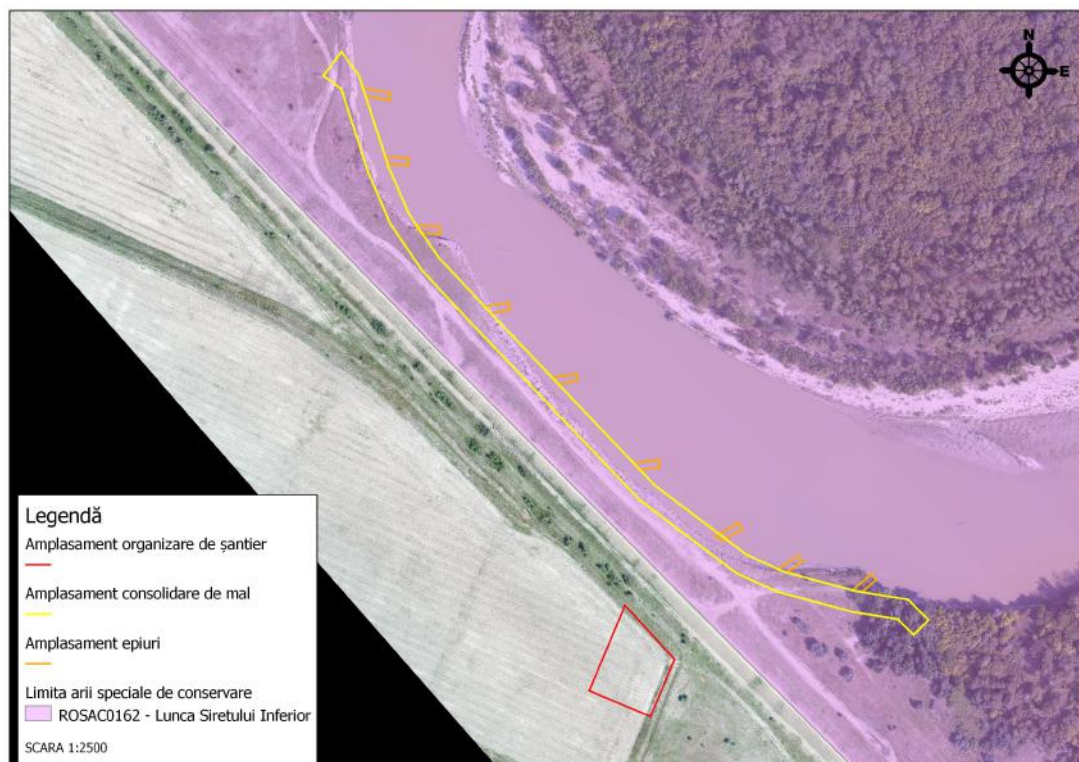 N
E
Legendă
Amplasament organizare de șantier
Amplasament consolidare de mal
Amplasament epiuri
Limita arii speciale de conservare
ROSAC0162 - Lunca Siretului Inferior
SCARA 1:2500